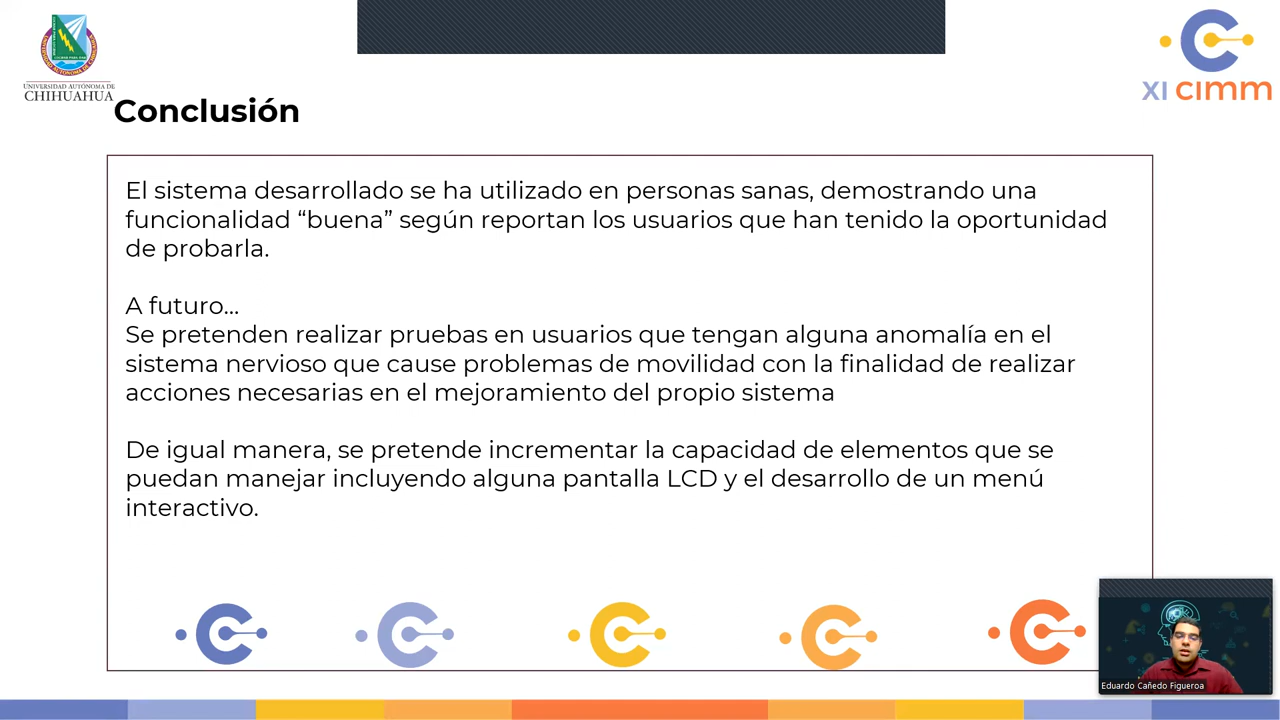 UNIVERSIDAD AUTÓNOMA DE
CHIHUAHUA
XI CIMM
Conclusión
El sistema desarrollado se ha utilizado en personas sanas, demostrando una
funcionalidad “buena” según reportan los usuarios que han tenido la oportunidad
de probarla.
A futuro...
Se pretenden realizar pruebas en usuarios que tengan alguna anomalía en el
sistema nervioso que cause problemas de movilidad con la finalidad de realizar
acciones necesarias en el mejoramiento del propio sistema
De igual manera, se pretende incrementar la capacidad de elementos que se
puedan manejar incluyendo alguna pantalla LCD y el desarrollo de un menú
interactivo.
Eduardo Cañedo Figueroa